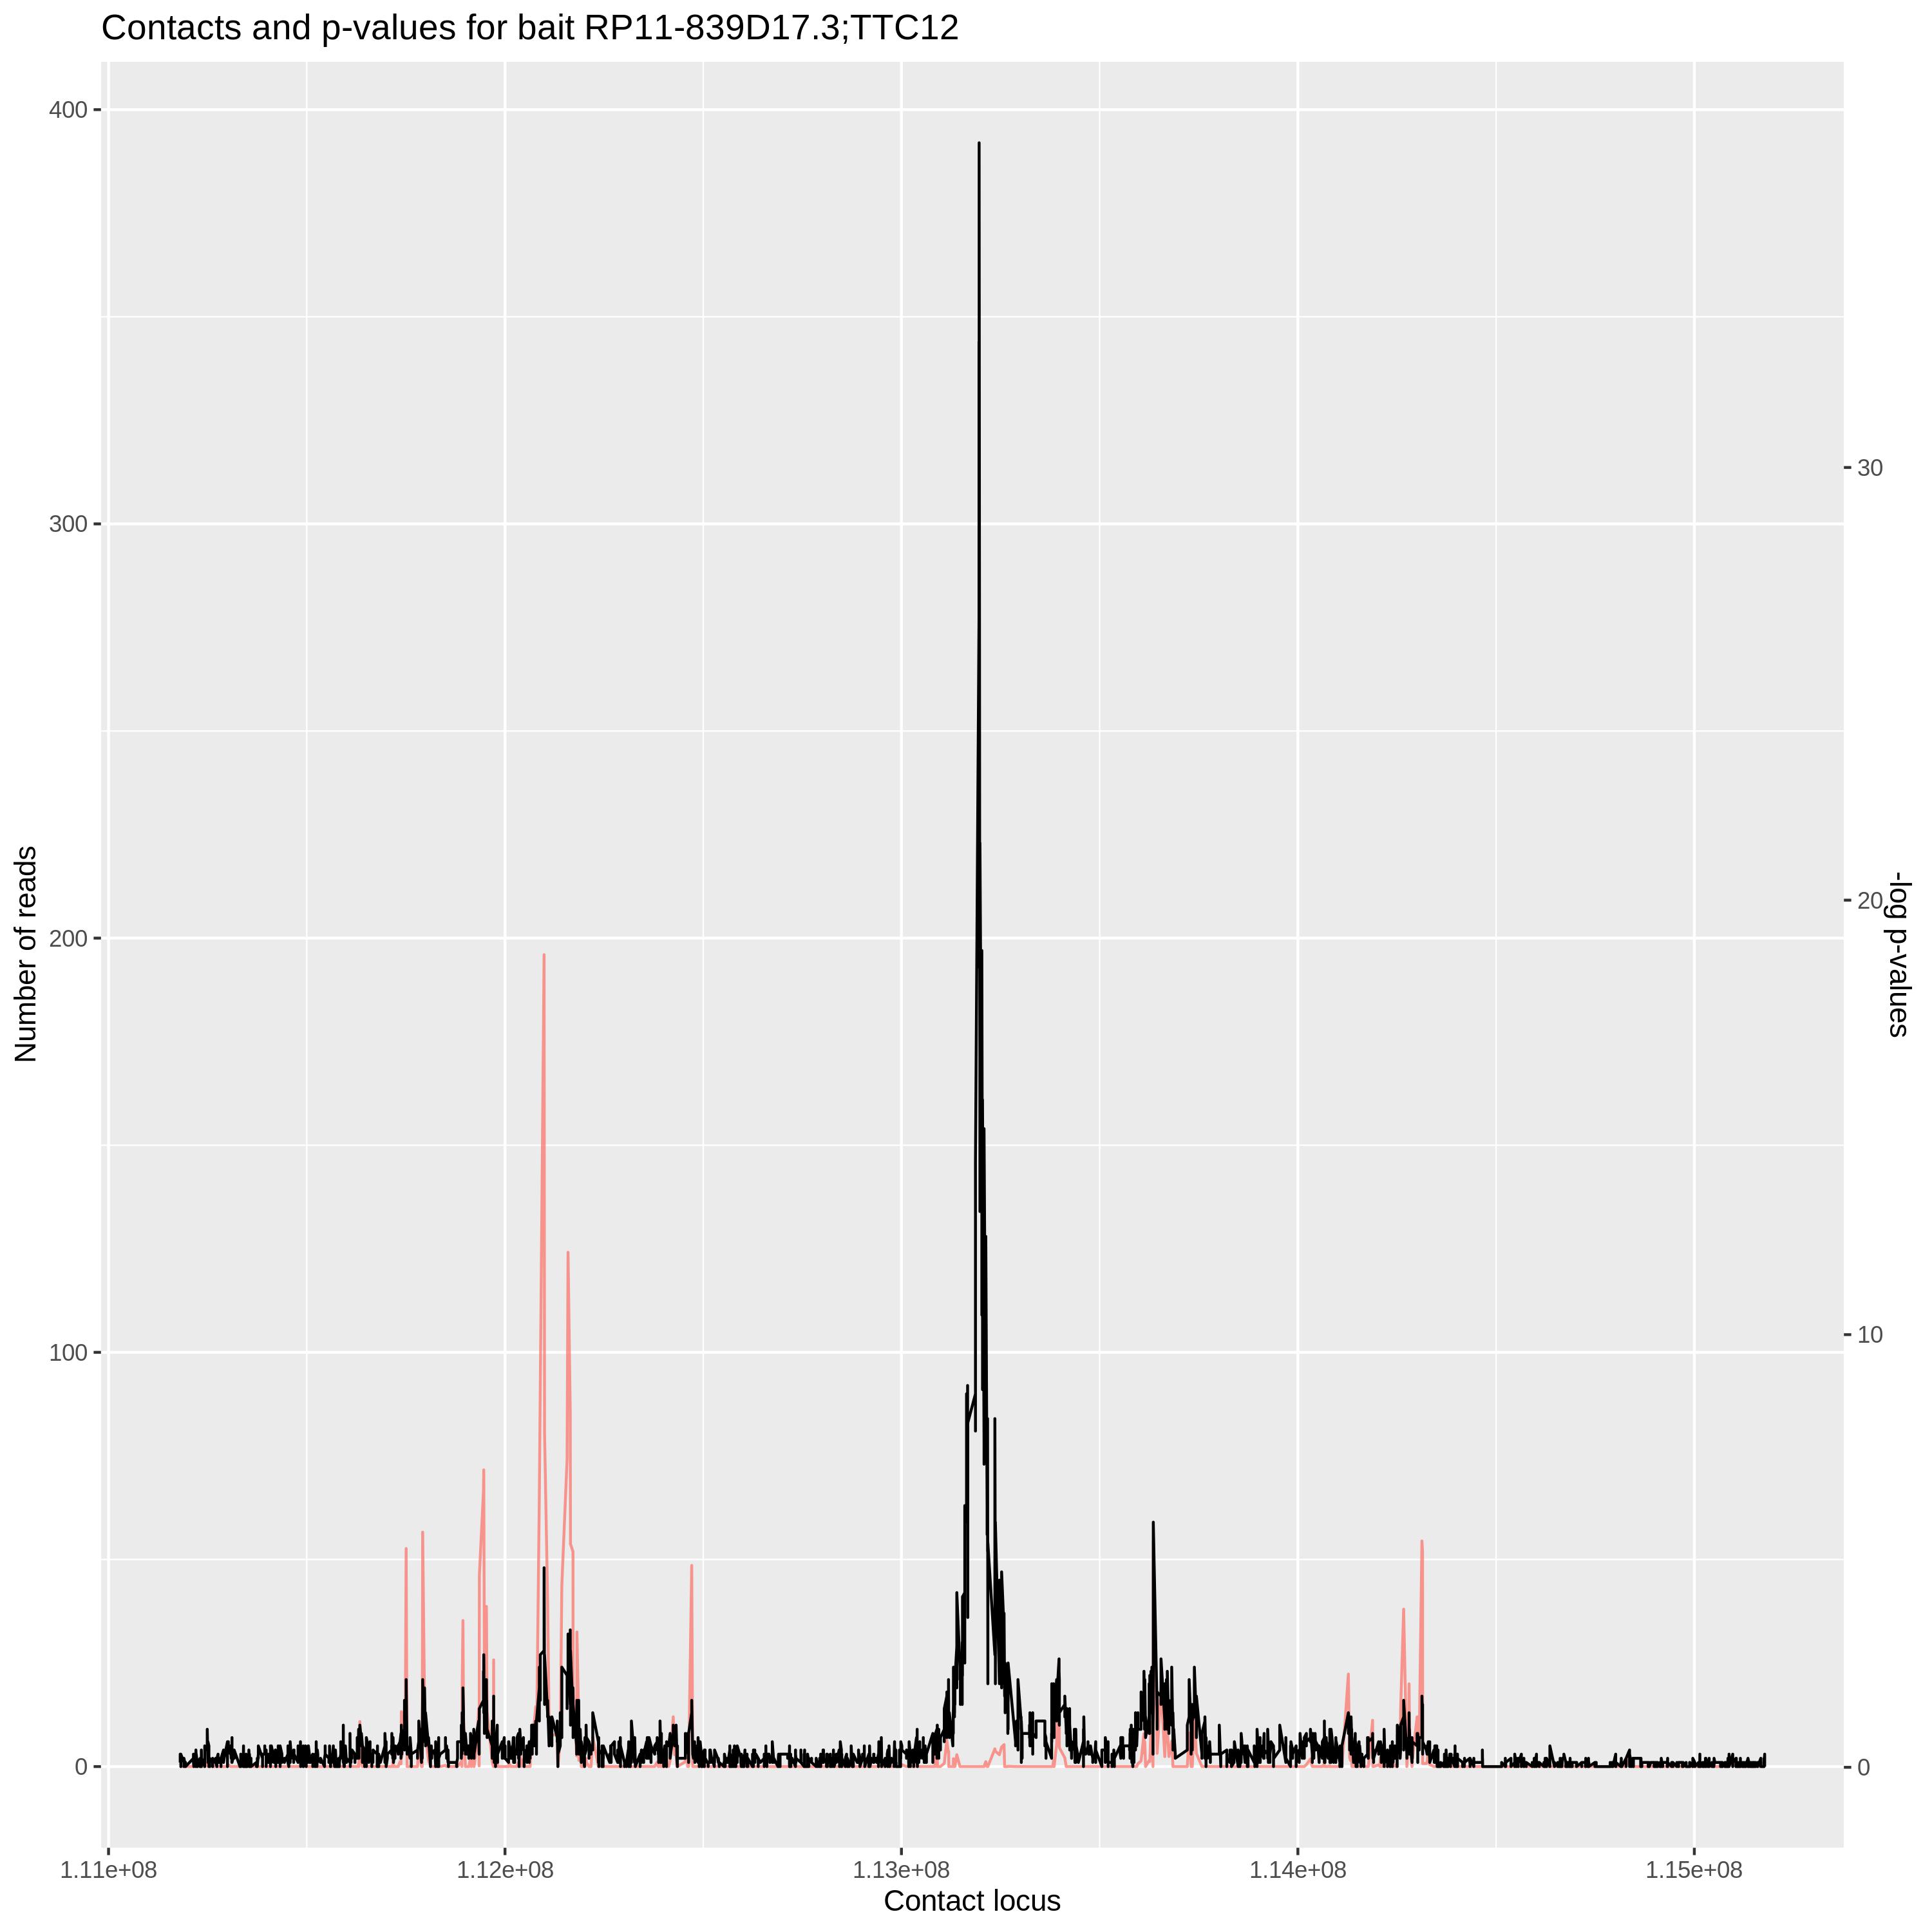 Contacts and p-values for bait RP11-839D17.3;TTC12
400
300
200
100
0
Number of reads
30
20
10
0
-log p-values
1.11e+08
1.12e+08
1.13e+08
1.14e+08
1.15e+08
Contact locus